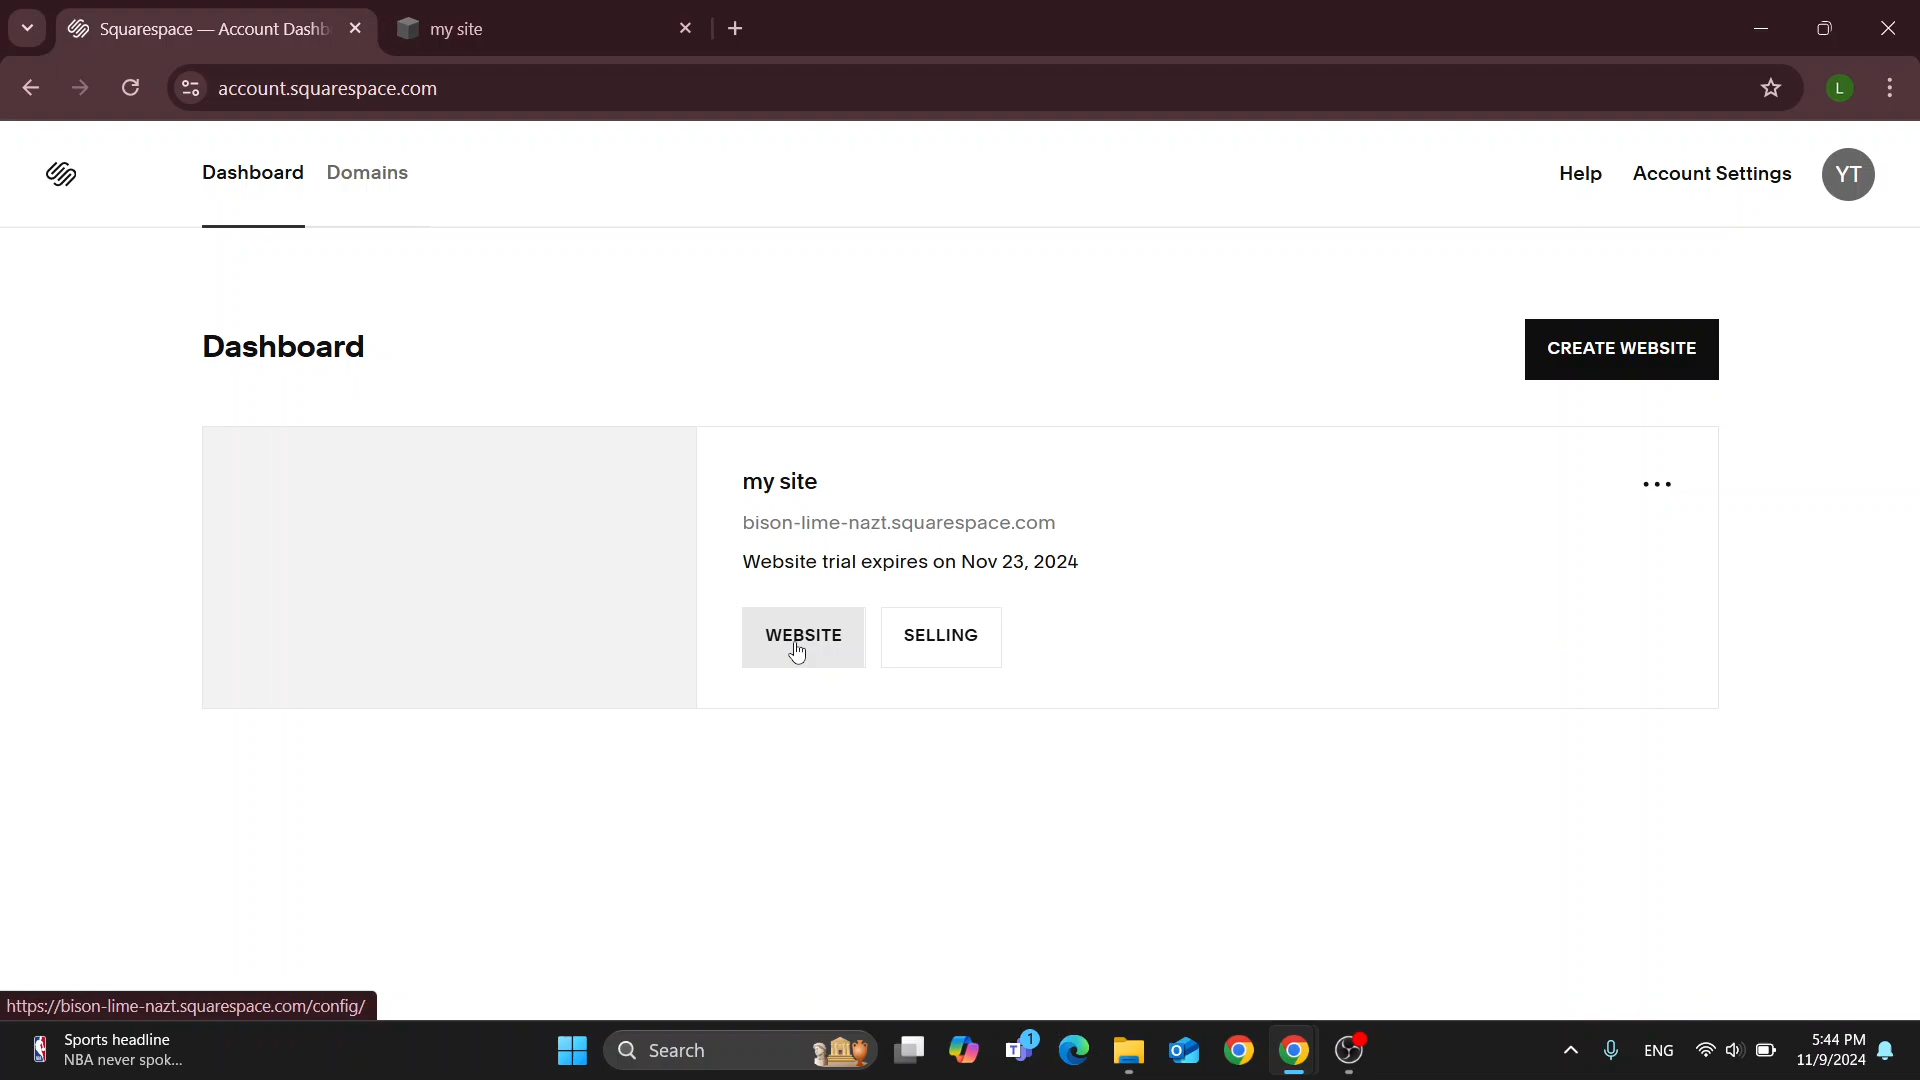 Squarespace — Account Dashb
my site
account.squarespace.com
L
Dashboard
Domains
Help
Account Settings
YT
Dashboard
CREATE WEBSITE
my site
bison-lime-nazt.squarespace.com
Website trial expires on Nov 23, 2024
WEBSITE
SELLING
https://bison-lime-nazt.squarespace.com/config/
Sports headline
NBA never spok...
Search
1
ENG
5:44 PM
11/9/2024